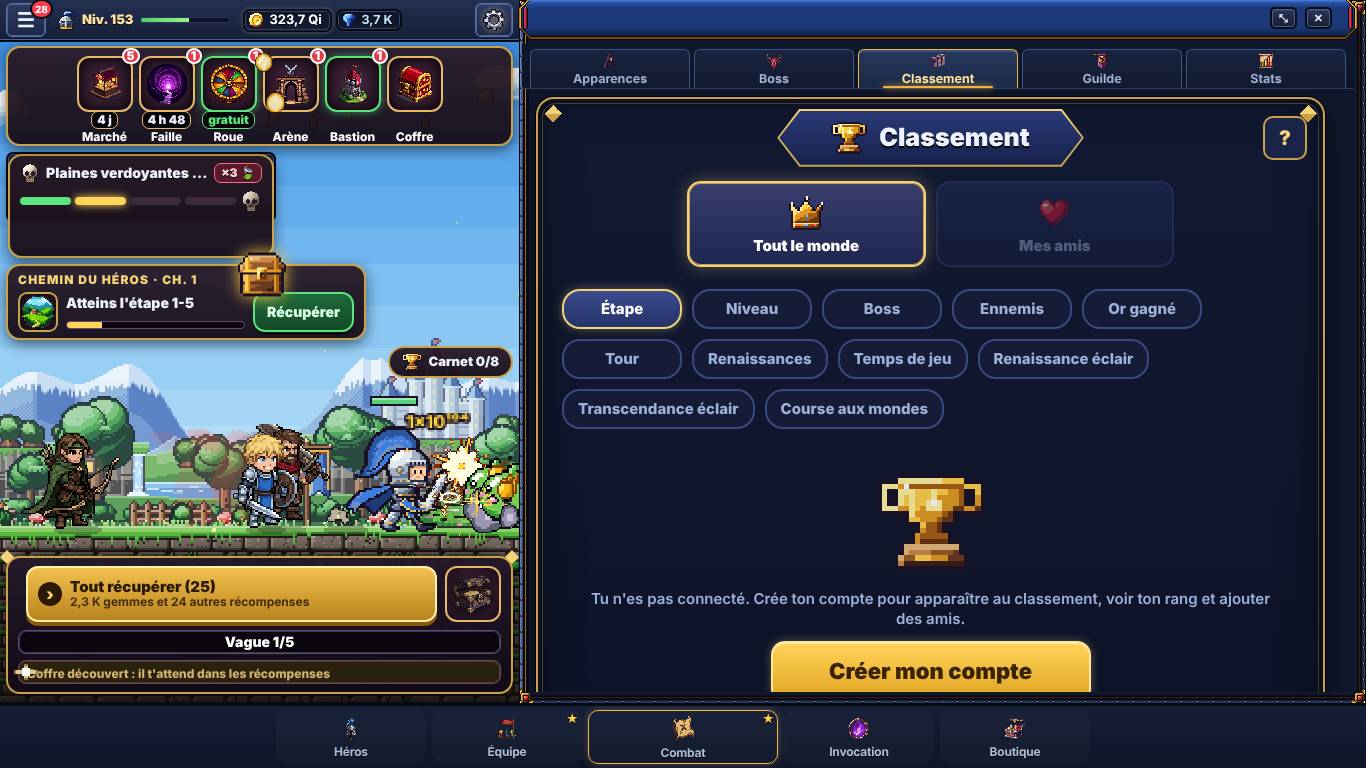 28
Niv. 153
323,7 Qi
3,7 K
5
1
1
1
4 j
4 h 48
gratuit
Marché
Faille
Roue
Arène
Bastion
Coffre
Plaines verdoyantes ...
×3
CHEMIN DU HÉROS · CH. 1
Atteins l'étape 1-5
Récupérer
Carnet 0/8
Tout récupérer (25)
2,3 K gemmes et 24 autres récompenses
Vague 1/5
Coffre découvert : il t'attend dans les récompenses
Apparences
Boss
Classement
Guilde
Stats
Classement
?
Tout le monde
Mes amis
Étape
Niveau
Boss
Ennemis
Or gagné
Tour
Renaissances
Temps de jeu
Renaissance éclair
Transcendance éclair
Course aux mondes
Tu n'es pas connecté. Crée ton compte pour apparaître au classement, voir ton rang et ajouter
des amis.
Créer mon compte
Héros
Équipe
Combat
Invocation
Boutique